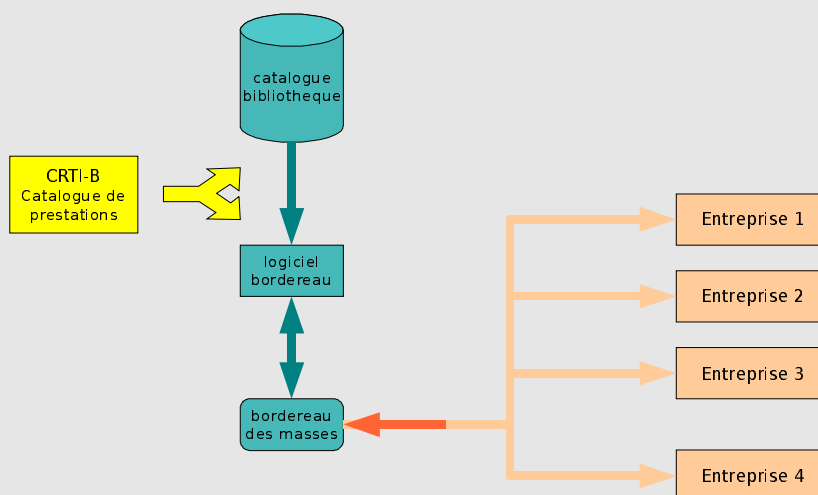 catalogue
bibliotheque
CRTI-B
Catalogue de
prestations
logiciel
bordereau
bordereau
des masses
Entreprise 1
Entreprise 2
Entreprise 3
Entreprise 4